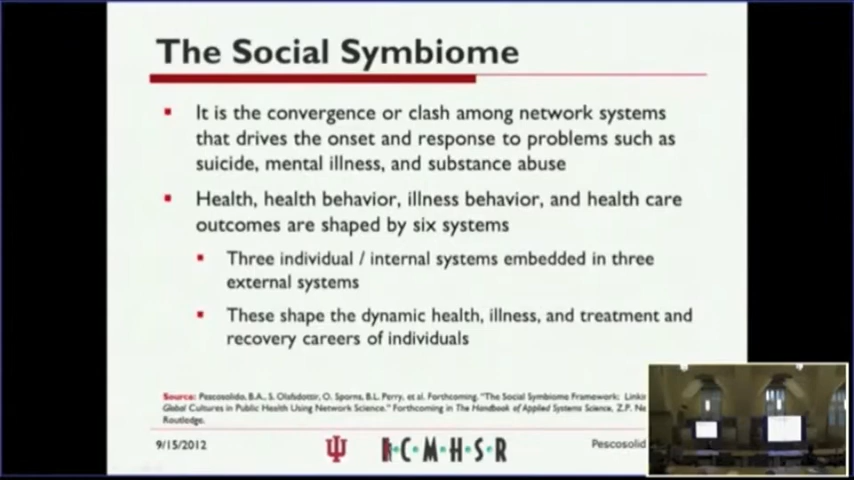 The Social Symbiome
It is the convergence or clash among network systems
that drives the onset and response to problems such as
suicide, mental illness, and substance abuse
Health, health behavior, illness behavior, and health care
outcomes are shaped by six systems
Three individual / internal systems embedded in three
external systems
These shape the dynamic health, illness, and treatment and
recovery careers of individuals
Source: Pescosolido, B.A., S. Olafsdottir, O. Sporns, B.L. Perry, et al. Forthcoming. "The Social Symbiome Framework: Linki
Global Cultures in Public Health Using Network Science." Forthcoming in The Handbook of Applied Systems Science, Z.P. Ne
Routledge.
9/15/2012
C·M·H·S·R
Pescosolid